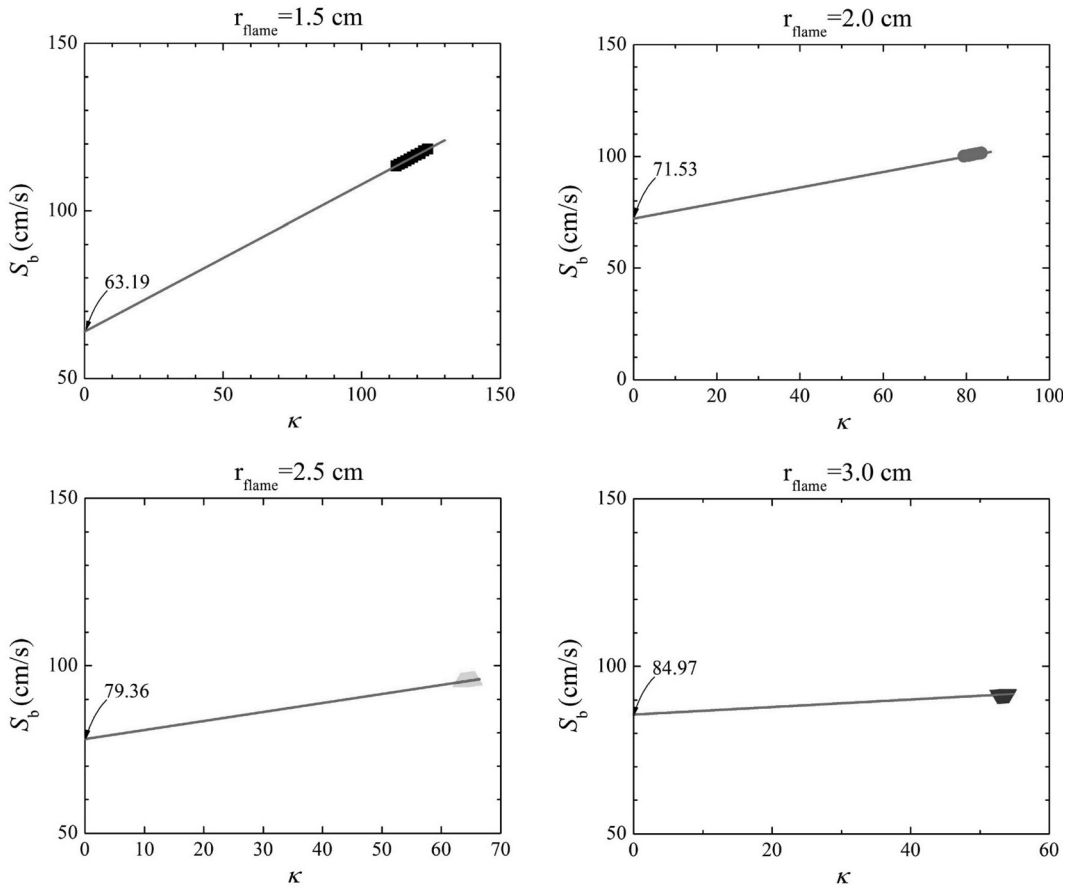 r_flame=1.5 cm
150
100
50
S_b (cm/s)
63.19
0 50 100 150
κ
r_flame=2.0 cm
150
100
50
0
S_b (cm/s)
71.53
0 20 40 60 80 100
κ
r_flame=2.5 cm
150
100
50
S_b (cm/s)
79.36
0 10 20 30 40 50 60 70
κ
r_flame=3.0 cm
150
100
50
S_b (cm/s)
84.97
0 20 40 60
κ